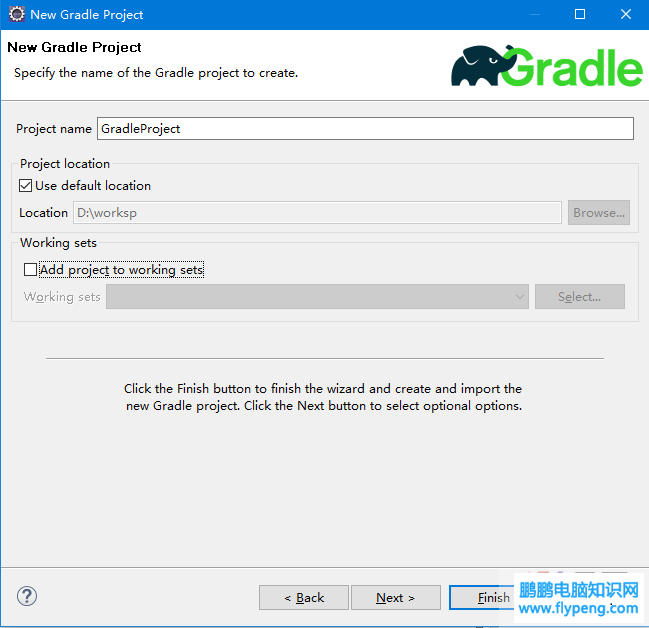 New Gradle Project
New Gradle Project
Specify the name of the Gradle project to create.
Gradle
Project name GradleProject
Project location
Use default location
Location D:\worksp Browse...
Working sets
Add project to working sets
Working sets Select...
Click the Finish button to finish the wizard and create and import the
new Gradle project. Click the Next button to select optional options.
? < Back Next > Finish
鹏鹏电脑知识网
www.flypeng.com